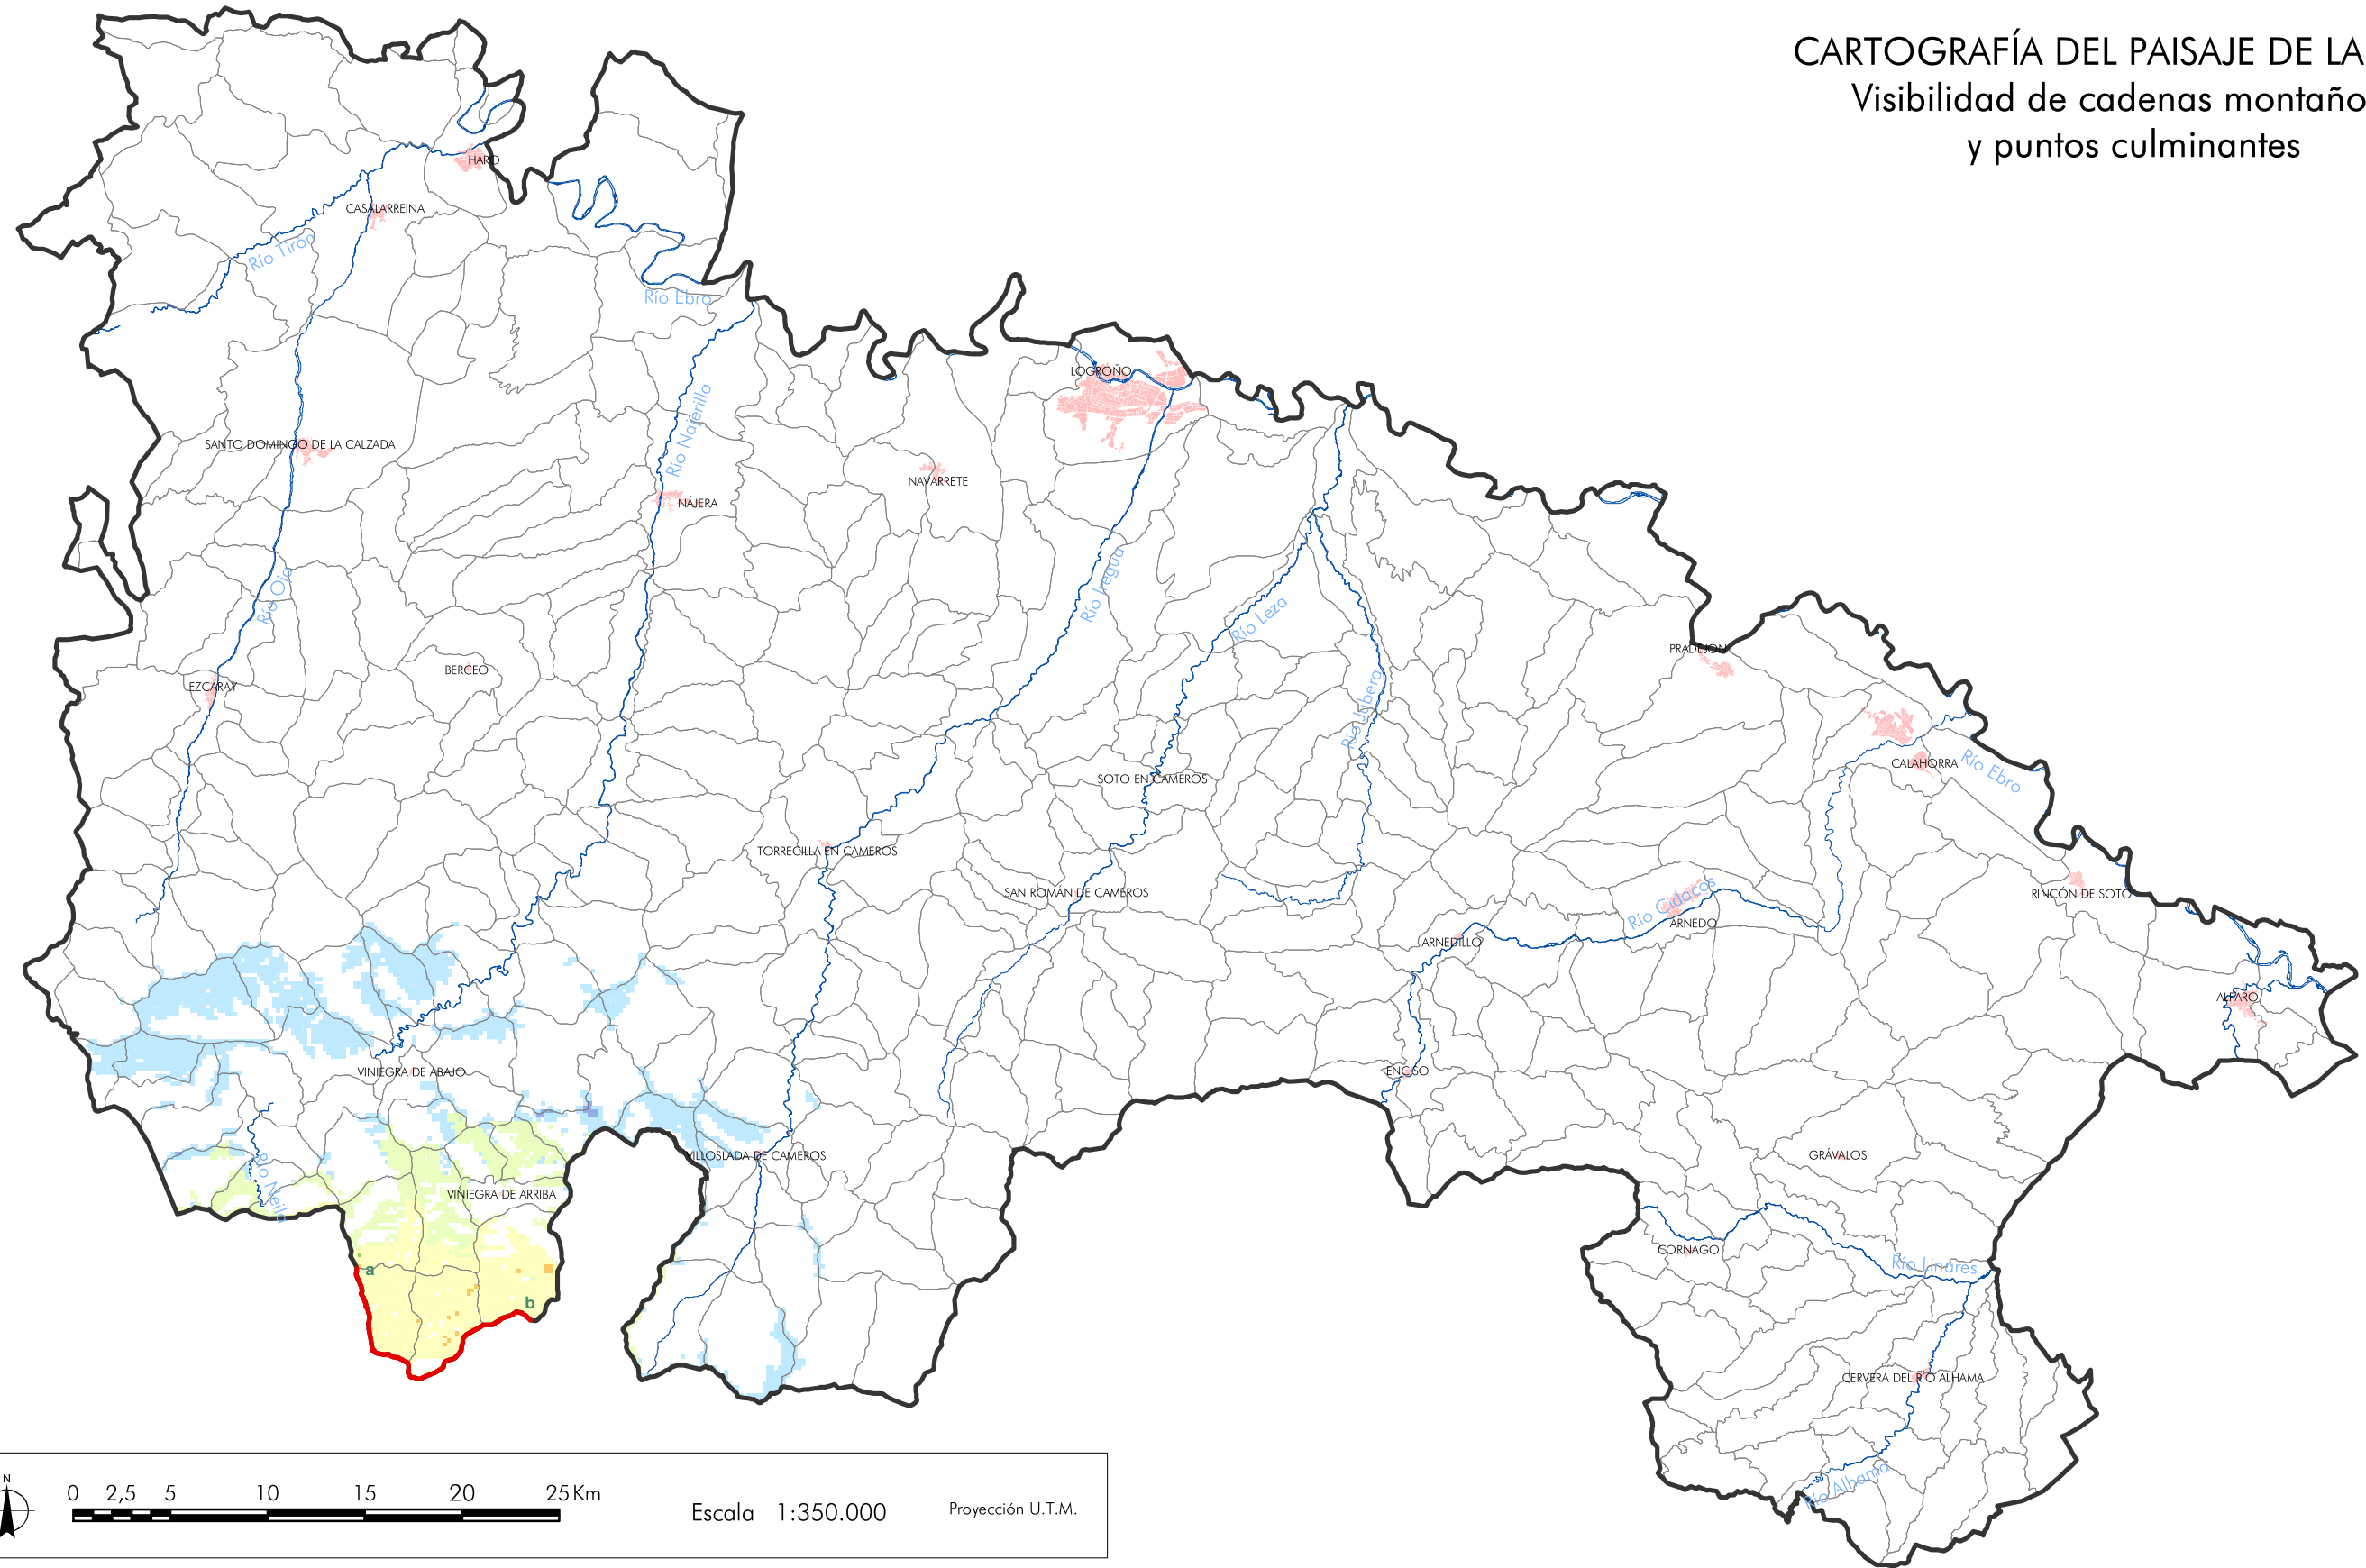 CARTOGRAFÍA DEL PAISAJE DE LA
Visibilidad de cadenas montaño
y puntos culminantes
HARO
CASALARREINA
Río Tirón
Río Ebro
LOGROÑO
Río Najerilla
SANTO DOMINGO DE LA CALZADA
NAVARRETE
NÁJERA
Río Oja
Río Iregua
Río Leza
PRADEJÓN
BERCEO
EZCARAY
Río Jubera
CALAHORRA
Río Ebro
SOTO EN CAMEROS
TORRECILLA EN CAMEROS
SAN ROMÁN DE CAMEROS
Río Cidacos
RINCÓN DE SOTO
ARNEDO
ARNEDILLO
ALFARO
VINIEGRA DE ABAJO
ENCISO
VILLOSLADA DE CAMEROS
GRÁVALOS
Río Neila
VINIEGRA DE ARRIBA
CORNAGO
Río Linares
a
b
CERVERA DEL RÍO ALHAMA
Río Alhama
N
0 2,5 5 10 15 20 25 Km
Escala 1:350.000
Proyección U.T.M.